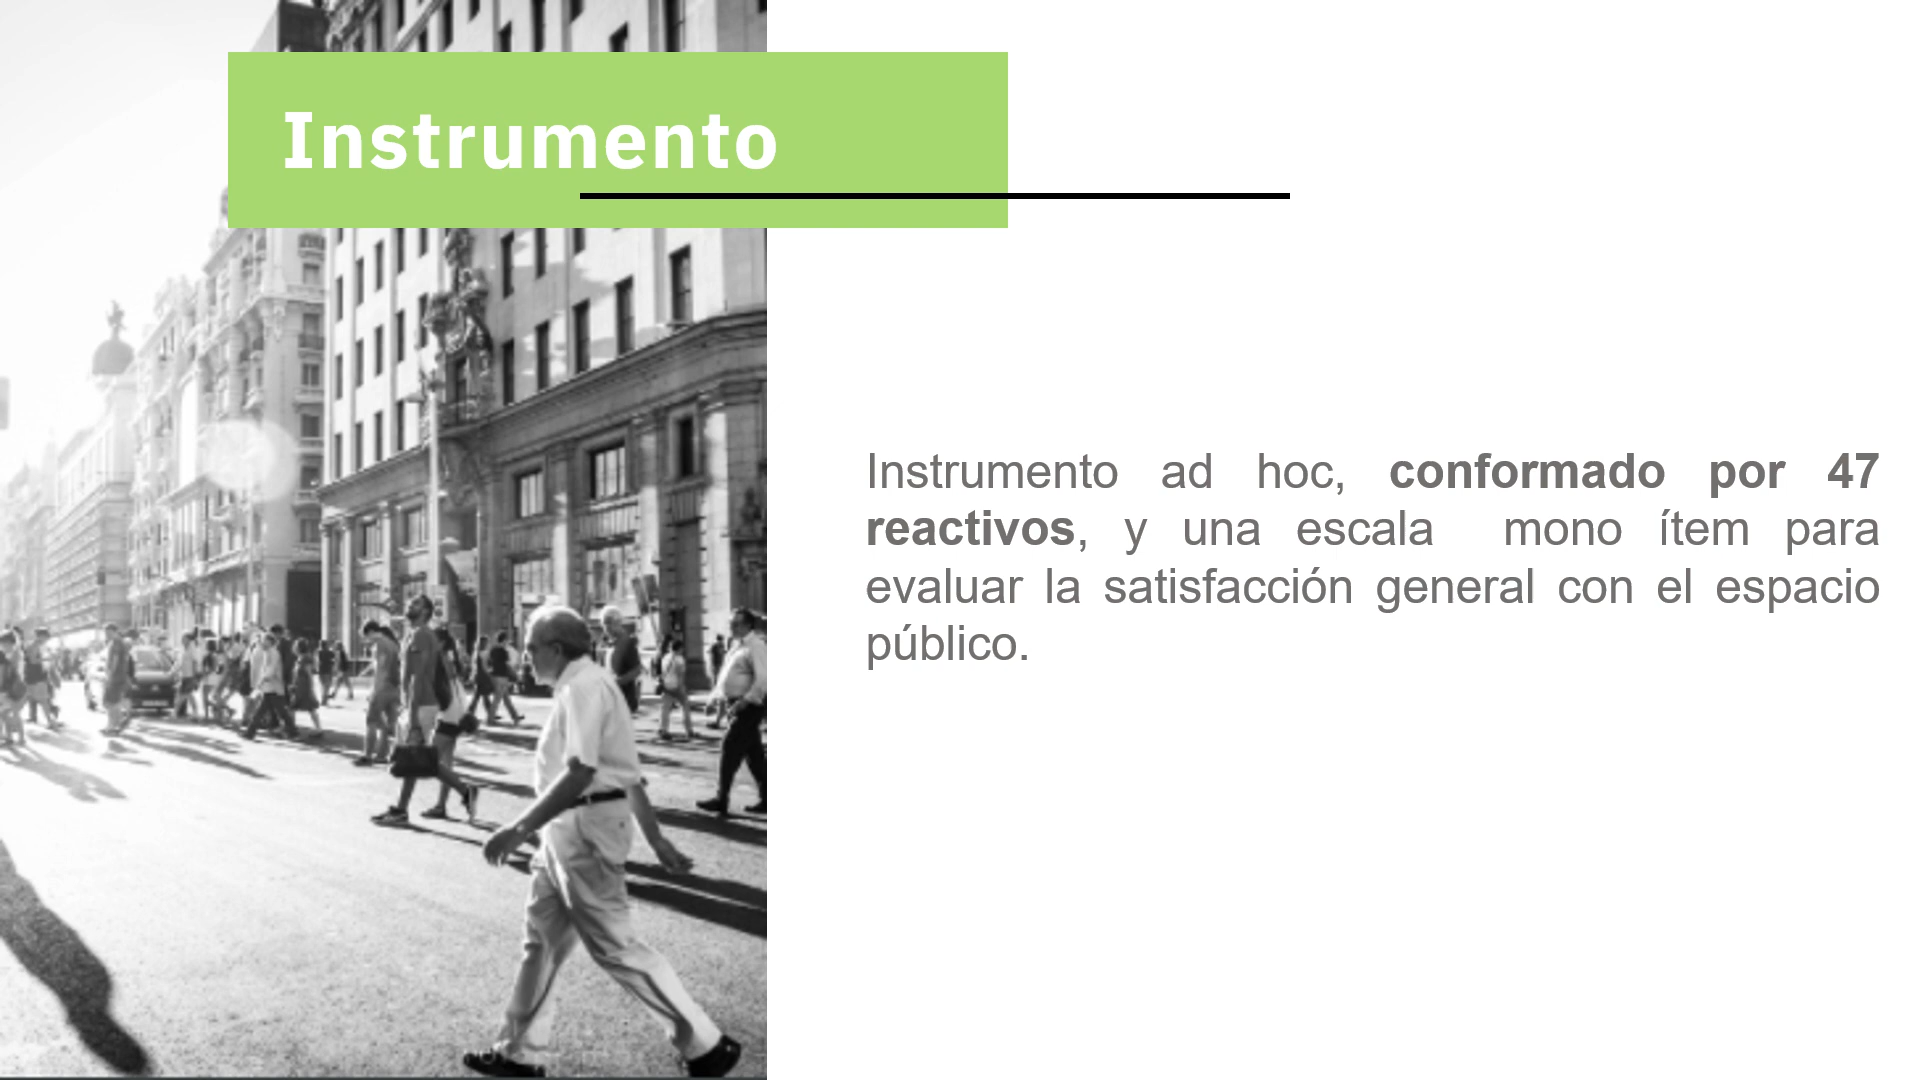 Instrumento
Instrumento ad hoc, conformado por 47
reactivos, y una escala mono ítem para
evaluar la satisfacción general con el espacio
público.